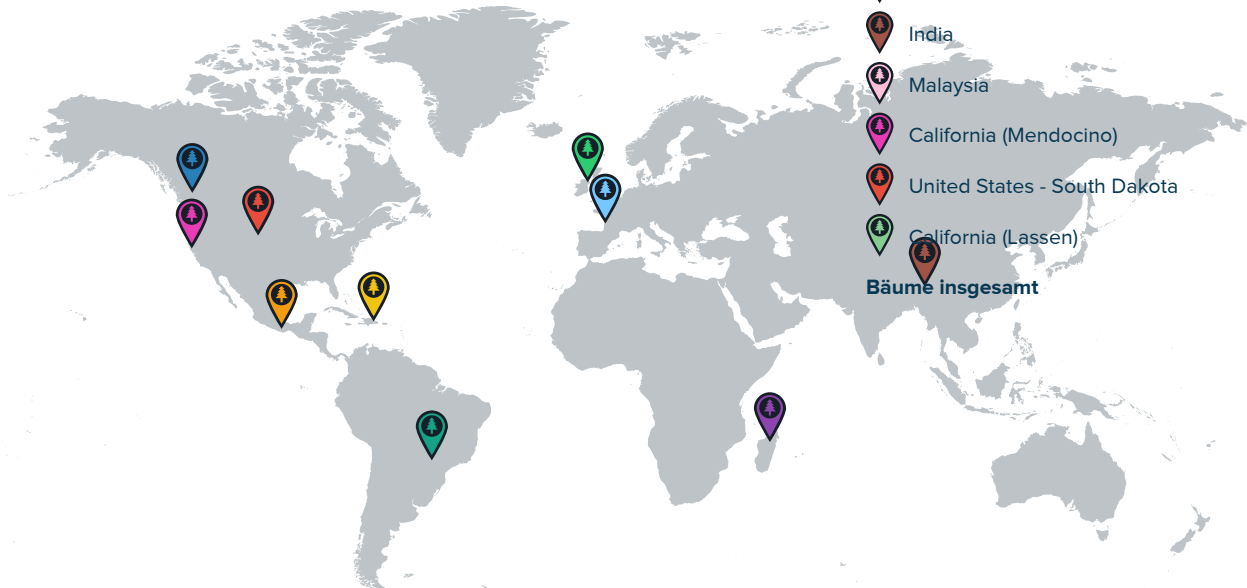 India
Malaysia
California (Mendocino)
United States - South Dakota
California (Lassen)
Bäume insgesamt